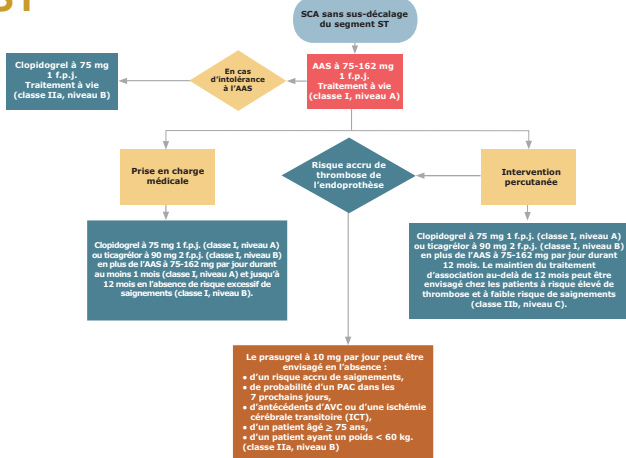 ST
SCA sans sus-décalage
du segment ST
Clopidogrel à 75 mg
1 f.p.j.
Traitement à vie
(classe IIa, niveau B)
En cas
d'intolérance
à l'AAS
AAS à 75-162 mg
1 f.p.j.
Traitement à vie
(classe I, niveau A)
Prise en charge
médicale
Risque accru de
thrombose de
l'endoprothèse
Intervention
percutanée
Clopidogrel à 75 mg 1 f.p.j. (classe I, niveau A)
ou ticagrélor à 90 mg 2 f.p.j. (classe I, niveau B)
en plus de l'AAS à 75-162 mg par jour durant
au moins 1 mois (classe I, niveau A) et jusqu'à
12 mois en l'absence de risque excessif de
saignements (classe I, niveau B).
Clopidogrel à 75 mg 1 f.p.j. (classe I, niveau A)
ou ticagrélor à 90 mg 2 f.p.j. (classe I, niveau B)
en plus de l'AAS à 75-162 mg par jour durant
12 mois. Le maintien du traitement
d'association au-delà de 12 mois peut être
envisagé chez les patients à risque élevé de
thrombose et à faible risque de saignements
(classe IIb, niveau C).
Le prasugrel à 10 mg par jour peut être
envisagé en l'absence :
• d'un risque accru de saignements,
• de probabilité d'un PAC dans les
7 prochains jours,
• d'antécédents d'AVC ou d'une ischémie
cérébrale transitoire (ICT),
• d'un patient âgé ≥ 75 ans,
• d'un patient ayant un poids < 60 kg.
(classe IIa, niveau B)